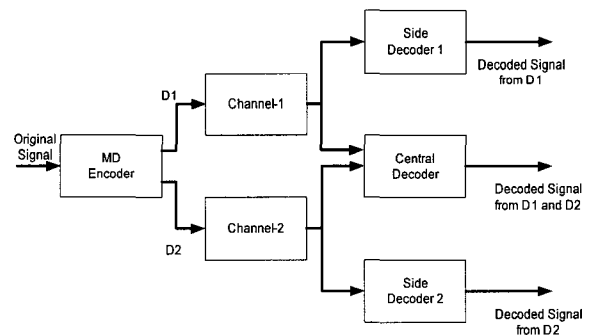 Side
Decoder 1
Decoded Signal
from D1
D1
Channel-1
Original
Signal
MD
Encoder
Central
Decoder
Decoded Signal
from D1 and D2
D2
Channel-2
Side
Decoder 2
Decoded Signal
from D2